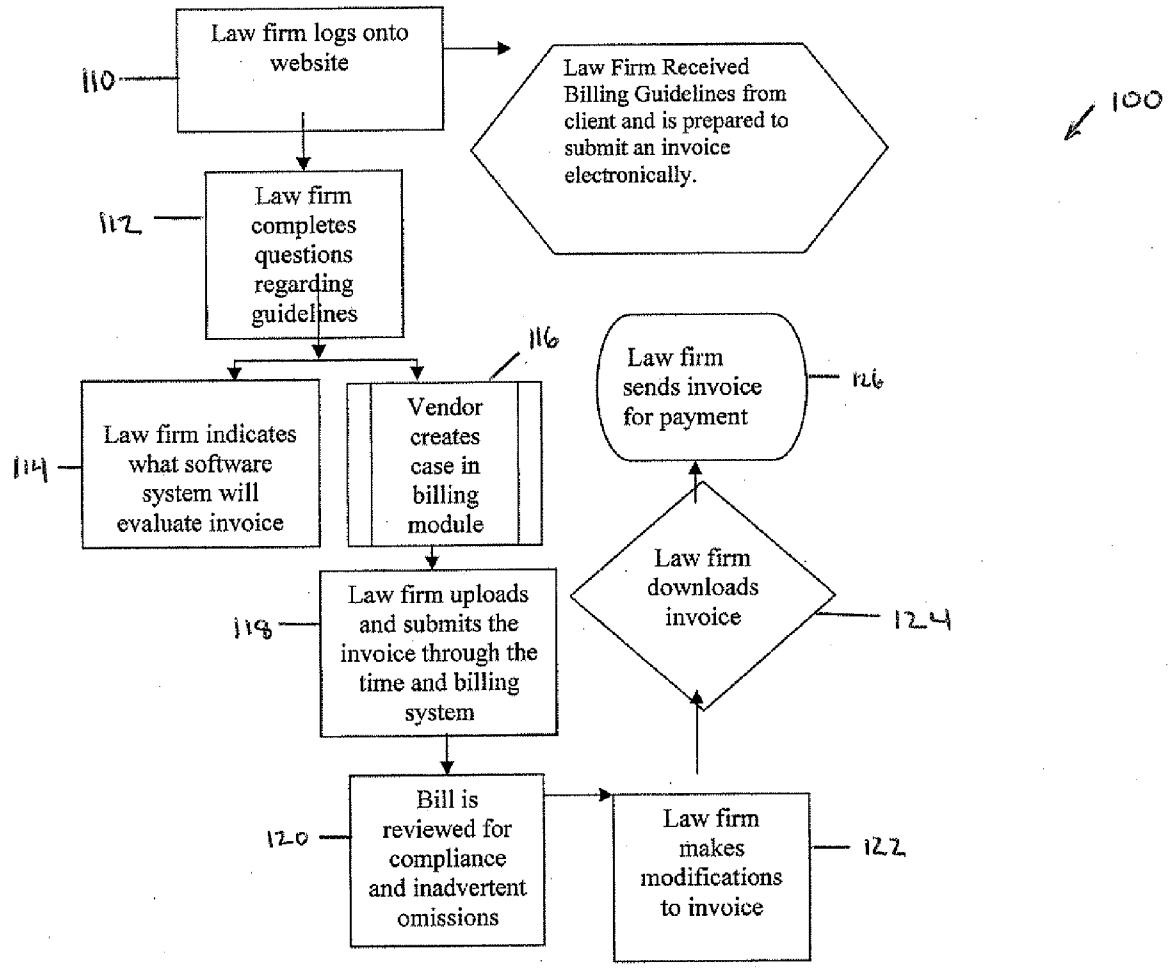 Law firm logs onto
website
110
Law Firm Received
Billing Guidelines from
client and is prepared to
submit an invoice
electronically.
100
112
Law firm
completes
questions
regarding
guidelines
116
114
Law firm indicates
what software
system will
evaluate invoice
Vendor
creates
case in
billing
module
Law firm
sends invoice
for payment
126
118
Law firm uploads
and submits the
invoice through the
time and billing
system
Law firm
downloads
invoice
124
120
Bill is
reviewed for
compliance
and inadvertent
omissions
Law firm
makes
modifications
to invoice
122